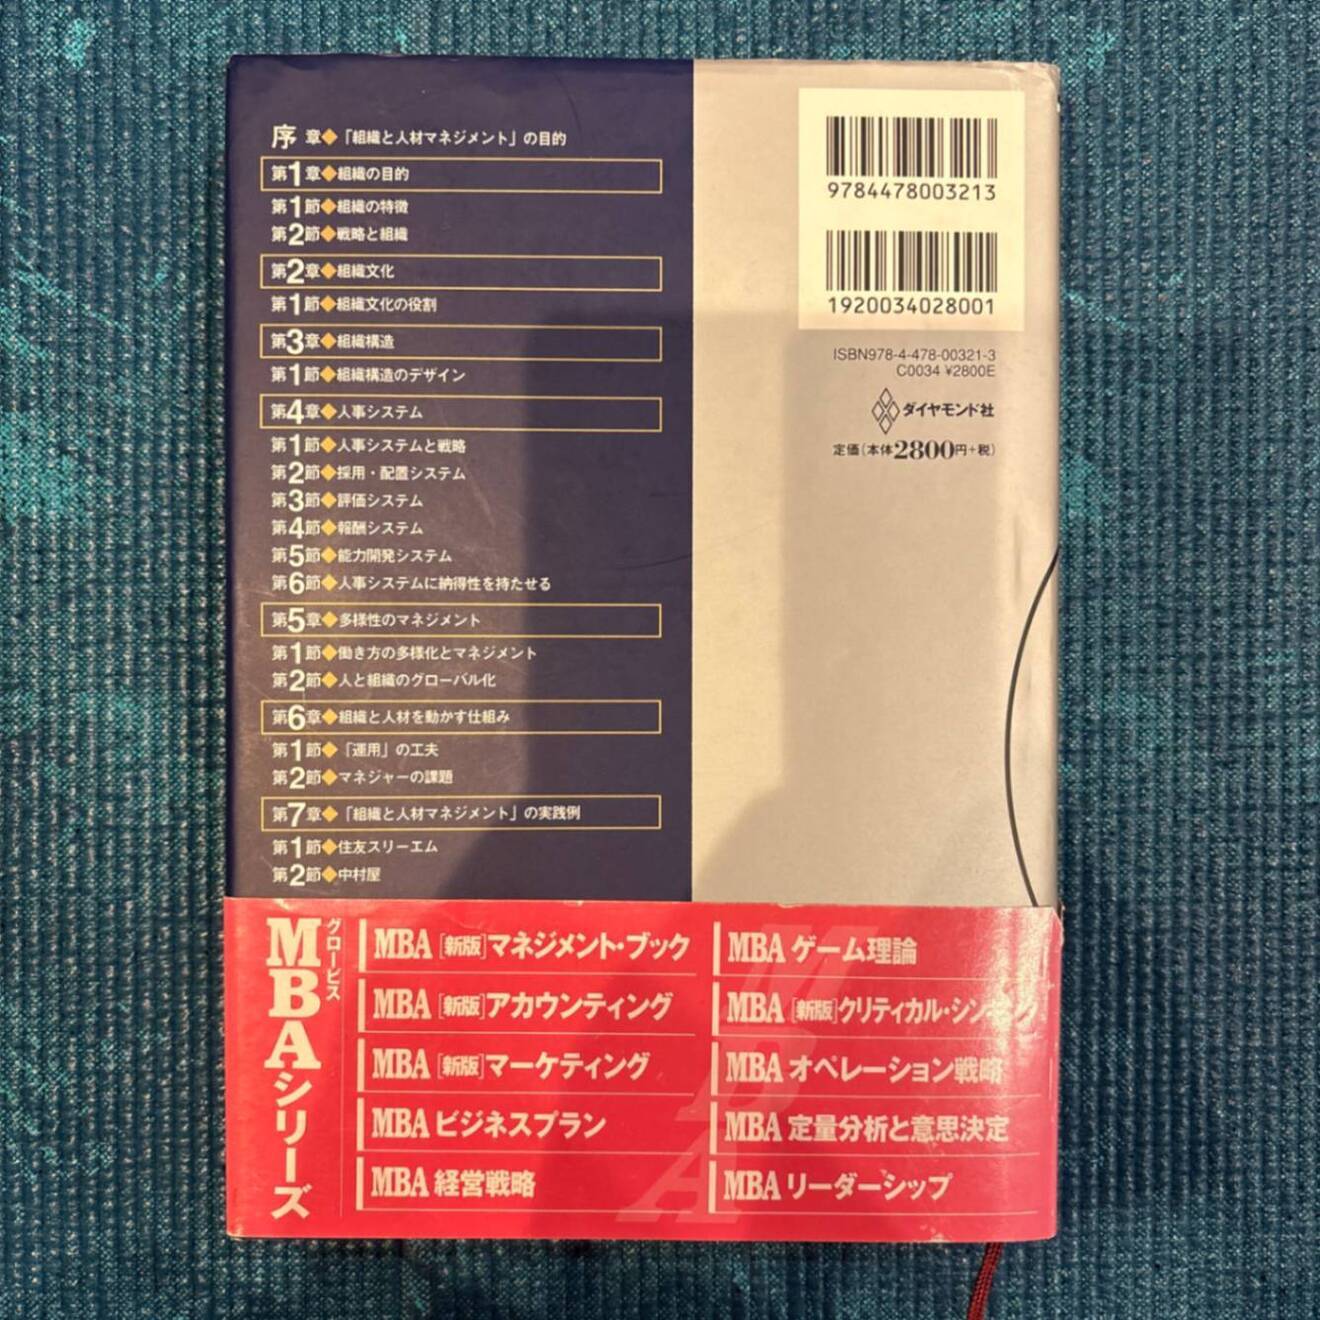 序 章◆「組織と人材マネジメント」の目的
第1章◆組織の目的
第1節◆組織の特徴
第2節◆戦略と組織
第2章◆組織文化
第1節◆組織文化の役割
第3章◆組織構造
第1節◆組織構造のデザイン
第4章◆人事システム
第1節◆人事システムと戦略
第2節◆採用・配置システム
第3節◆評価システム
第4節◆報酬システム
第5節◆能力開発システム
第6節◆人事システムに納得性を持たせる
第5章◆多様性のマネジメント
第1節◆働き方の多様化とマネジメント
第2節◆人と組織のグローバル化
第6章◆組織と人材を動かす仕組み
第1節◆「運用」の工夫
第2節◆マネジャーの課題
第7章◆「組織と人材マネジメント」の実践例
第1節◆住友スリーエム
第2節◆中村屋
9784478003213
1920034028001
ISBN978-4-478-00321-3
C0034 ¥2800E
ダイヤモンド社
定価(本体2800円+税)
グロービス
MBAシリーズ
MBA[新版]マネジメント・ブック
MBA[新版]アカウンティング
MBA[新版]マーケティング
MBAビジネスプラン
MBA経営戦略
MBAゲーム理論
MBA[新版]クリティカル・シンキング
MBAオペレーション戦略
MBA定量分析と意思決定
MBAリーダーシップ
MBA